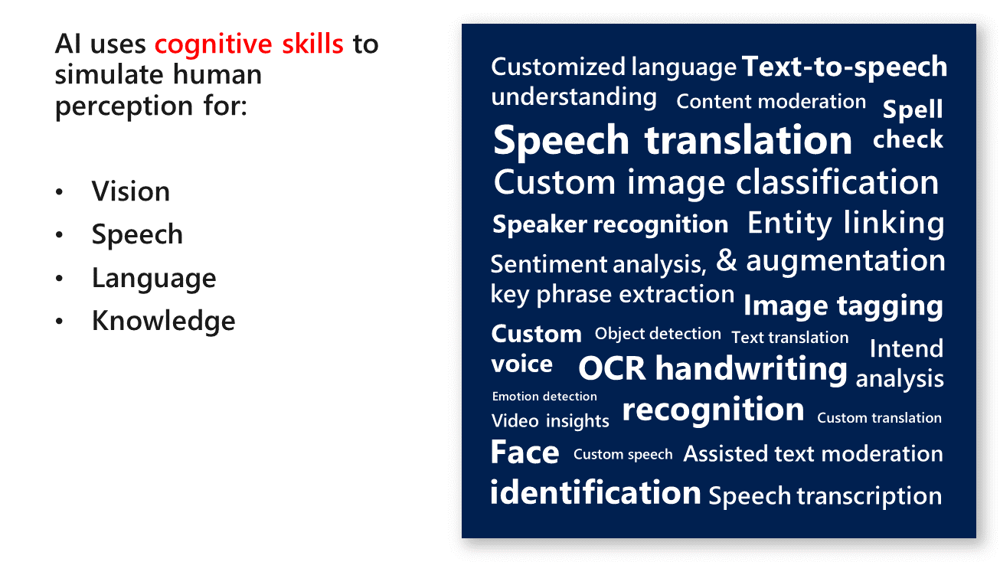 AI uses cognitive skills to
simulate human
perception for:
• Vision
• Speech
• Language
• Knowledge
Customized language
understanding
Text-to-speech
Content moderation
Spell
check
Speech translation
Custom image classification
Speaker recognition
Entity linking
& augmentation
Sentiment analysis,
key phrase extraction
Image tagging
Custom
voice
Object detection
Text translation
Intend
analysis
OCR handwriting
recognition
Emotion detection
Video insights
Custom translation
Face
identification
Custom speech
Assisted text moderation
Speech transcription